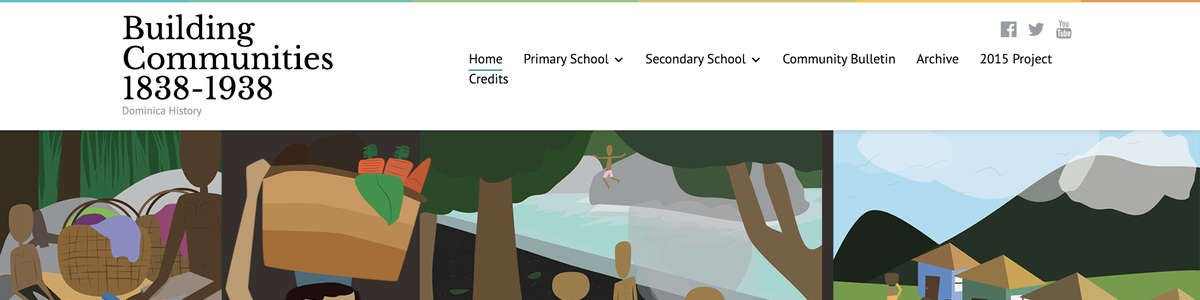 Building
Communities
1838-1938
Dominica History
You
Tube
Home Primary School Secondary School Community Bulletin Archive 2015 Project
Credits